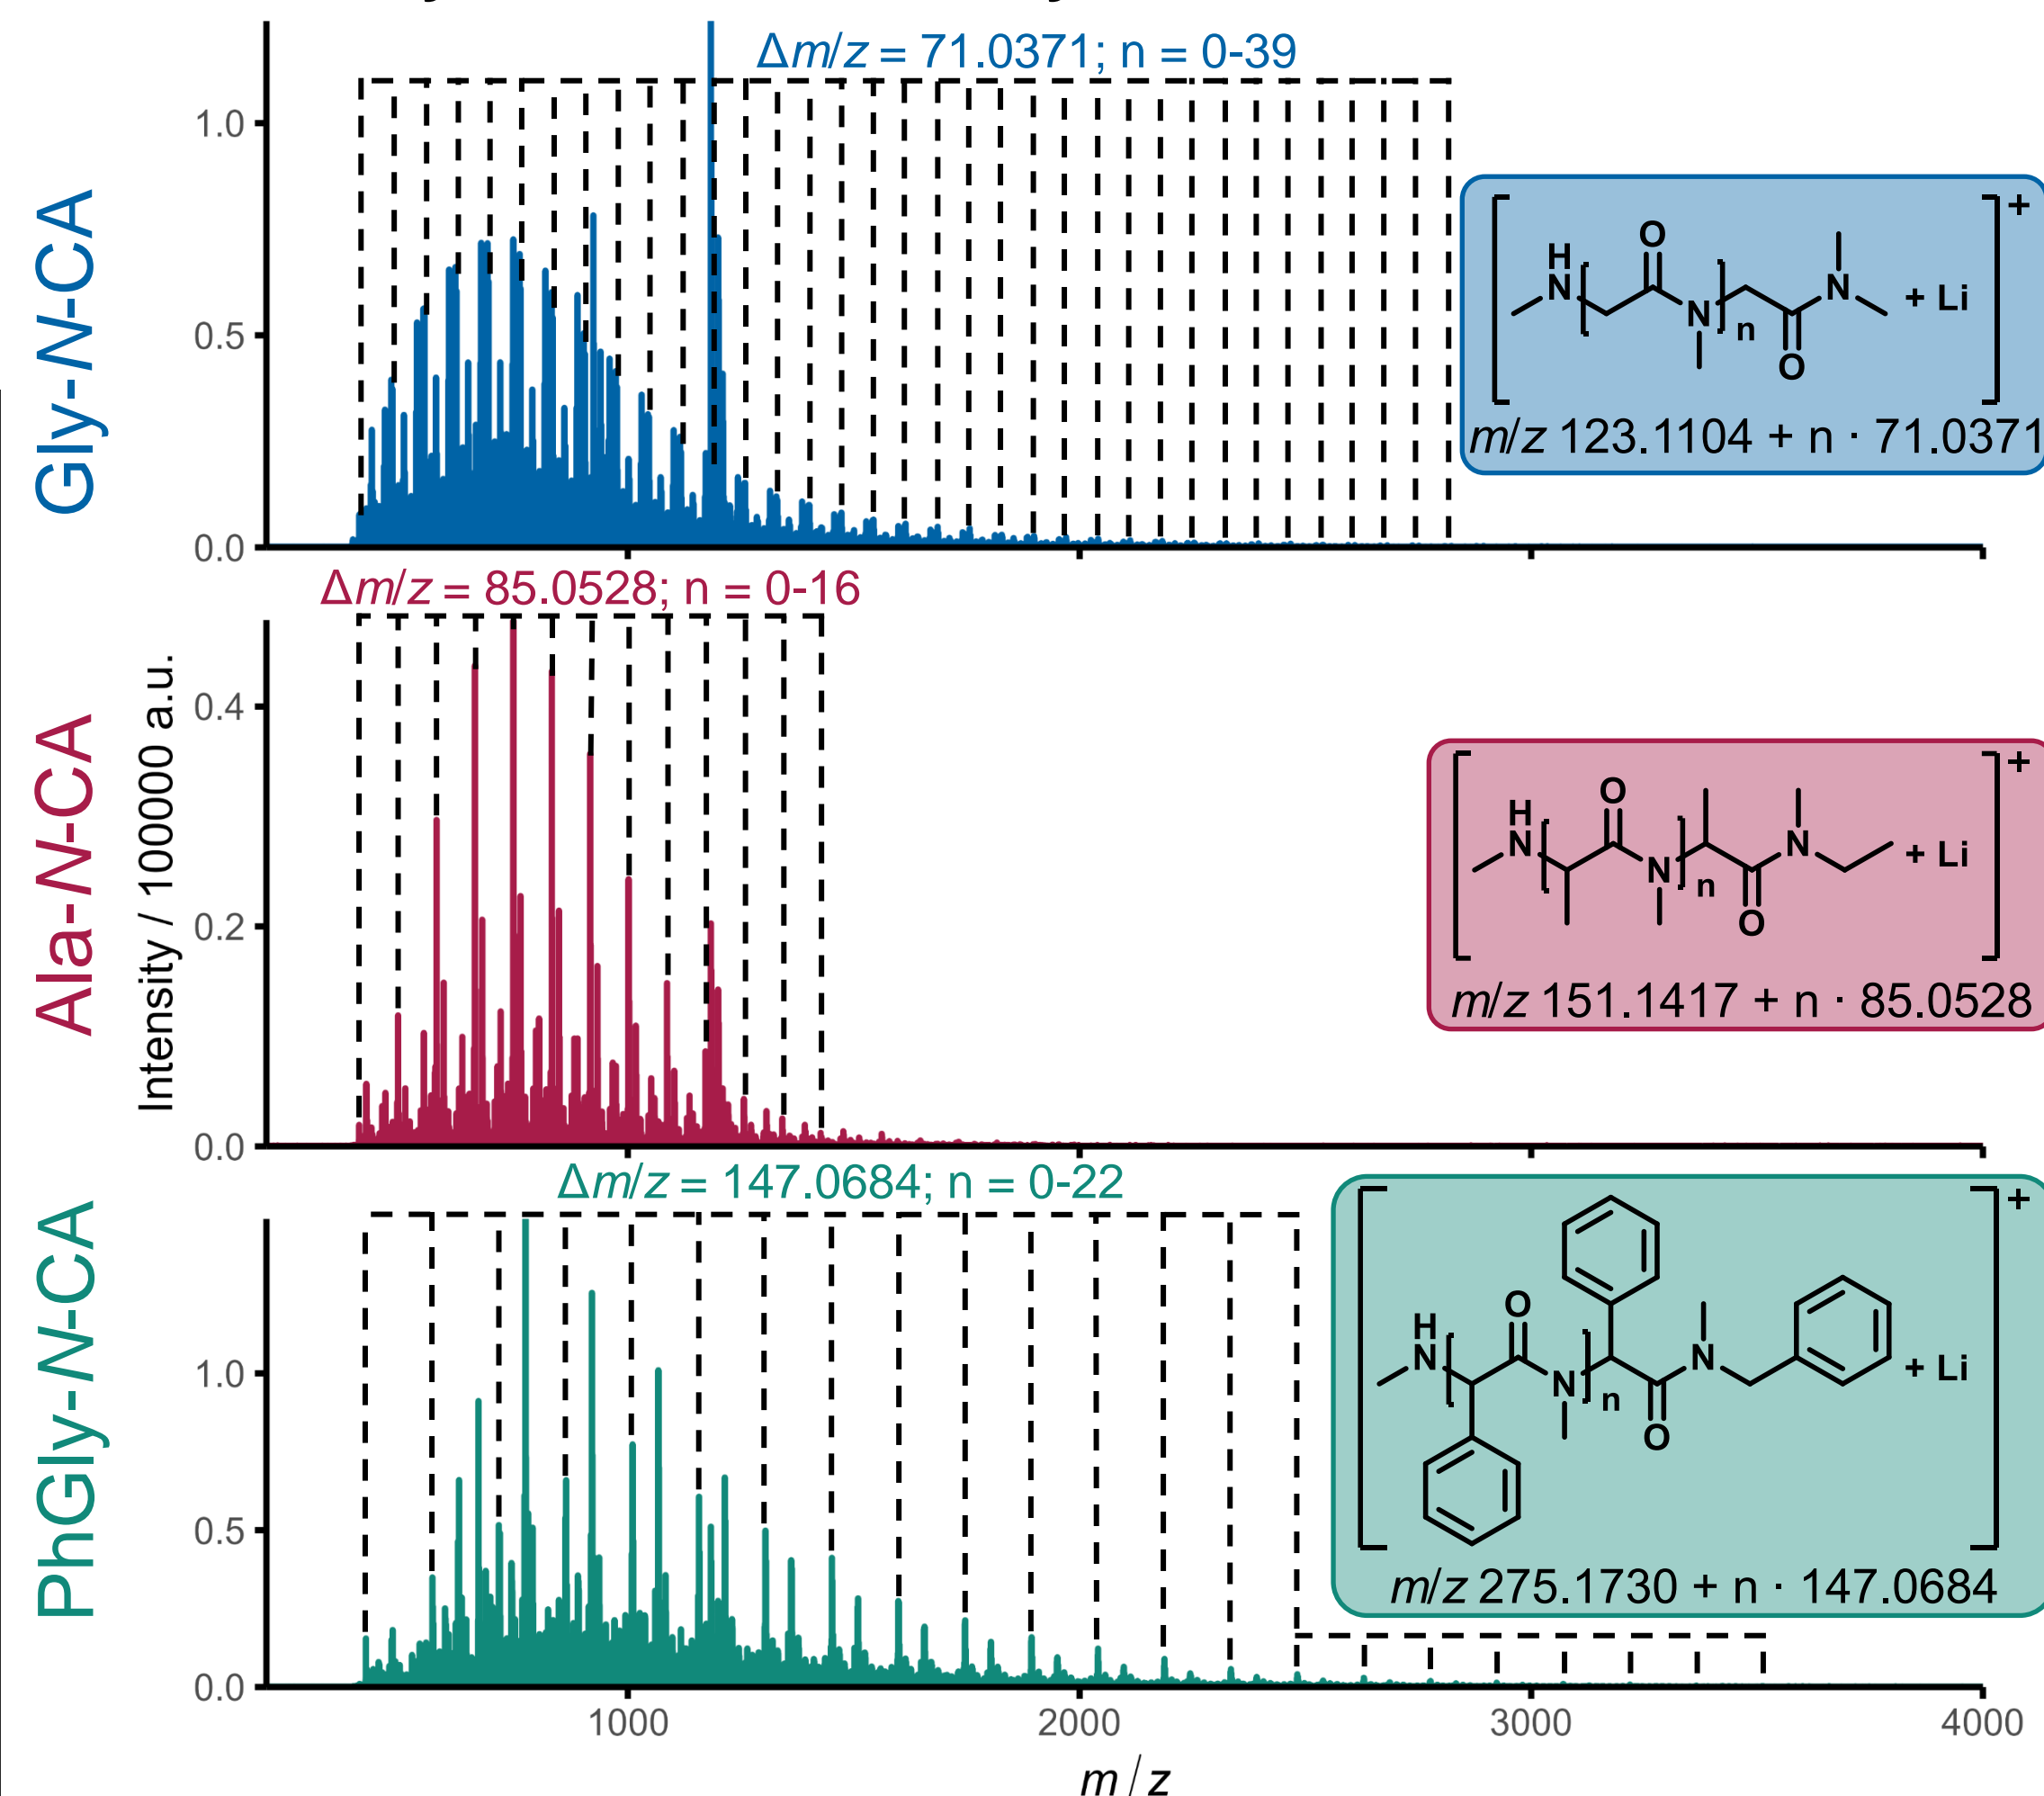 Δm/z = 71.0371; n = 0-39
Gly-N-CA
1.0
0.5
0.0
[
H
N
O
N
n
N
O
]+
+ Li
m/z 123.1104 + n · 71.0371
Δm/z = 85.0528; n = 0-16
Ala-N-CA
Intensity / 100000 a.u.
0.4
0.2
0.0
[
H
N
O
N
n
N
O
]+
+ Li
m/z 151.1417 + n · 85.0528
Δm/z = 147.0684; n = 0-22
PhGly-N-CA
1.0
0.5
0.0
[
H
N
O
N
n
N
O
]+
+ Li
m/z 275.1730 + n · 147.0684
1000 2000 3000 4000
m/z